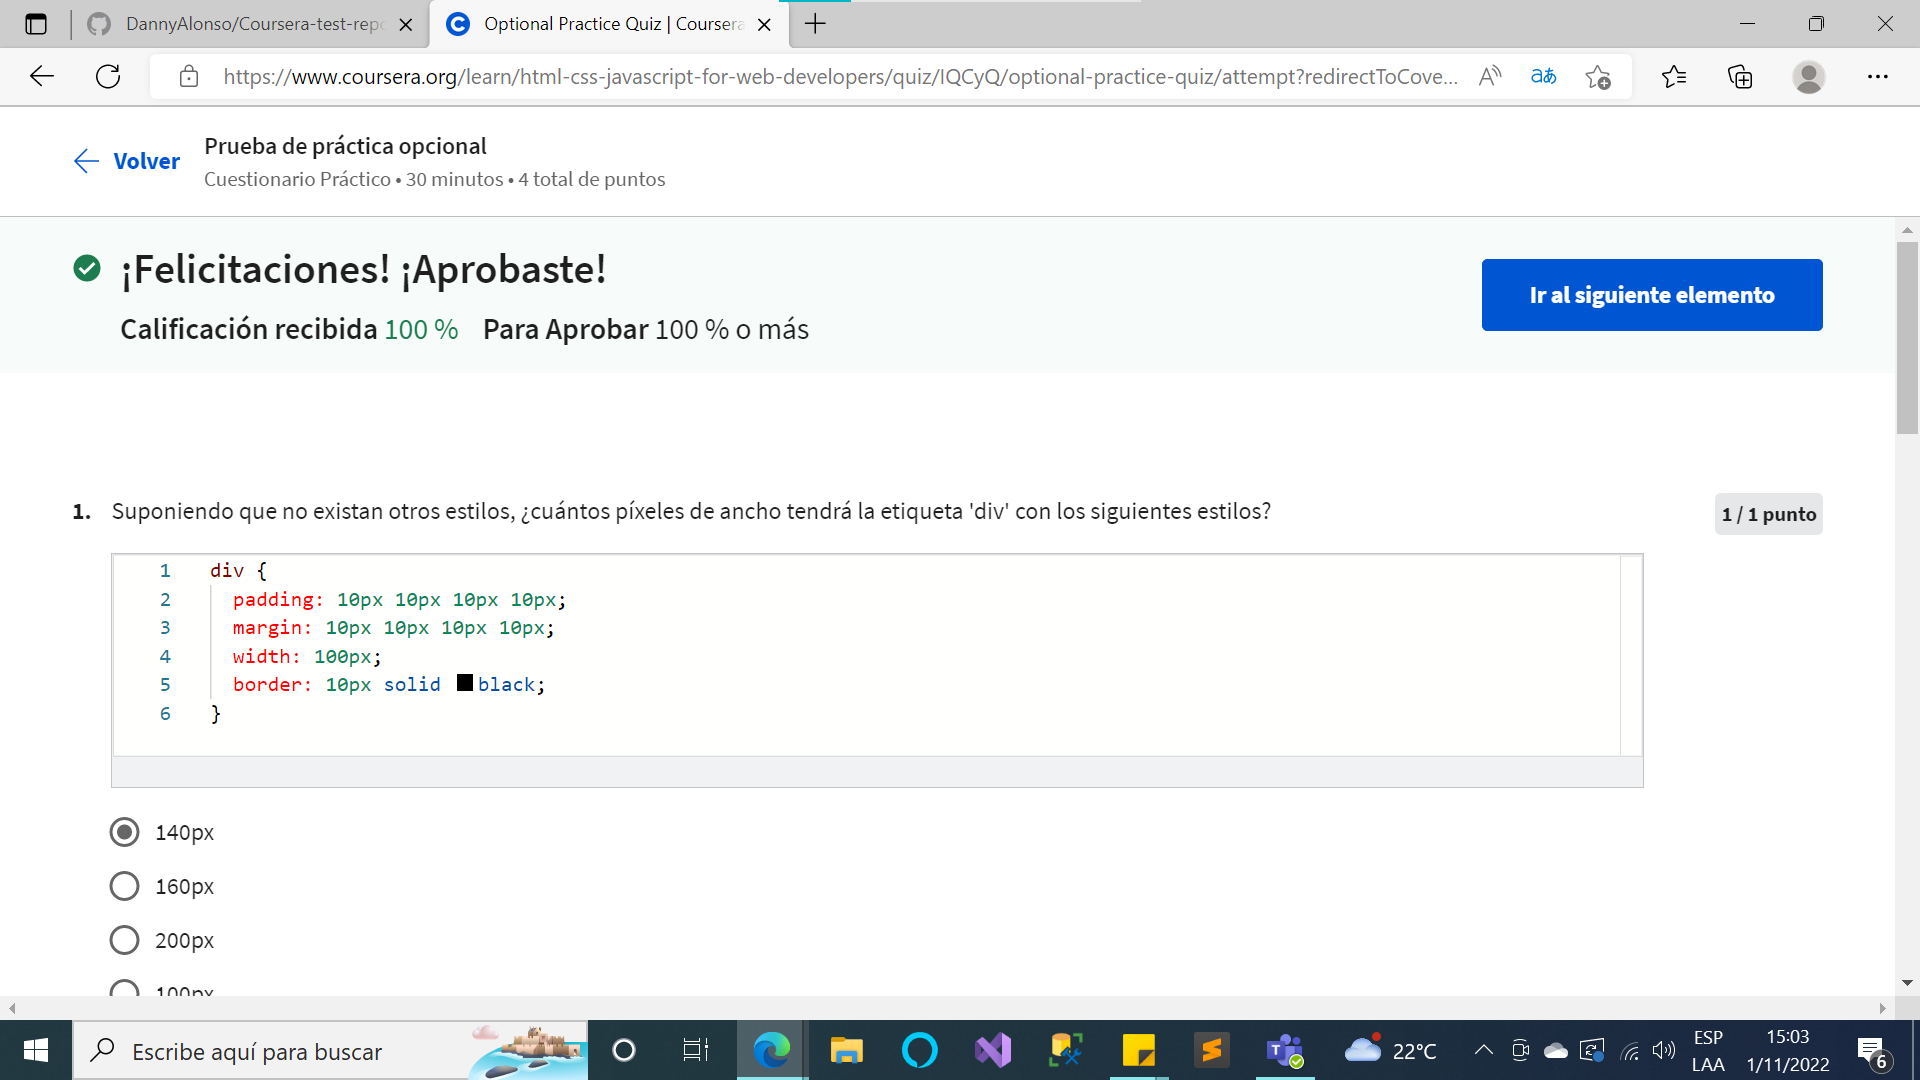 DannyAlonso/Coursera-test-repo
Optional Practice Quiz | Coursera
https://www.coursera.org/learn/html-css-javascript-for-web-developers/quiz/IQCyQ/optional-practice-quiz/attempt?redirectToCove...
Volver
Prueba de práctica opcional
Cuestionario Práctico • 30 minutos • 4 total de puntos
¡Felicitaciones! ¡Aprobaste!
Ir al siguiente elemento
Calificación recibida 100 % Para Aprobar 100 % o más
1. Suponiendo que no existan otros estilos, ¿cuántos píxeles de ancho tendrá la etiqueta 'div' con los siguientes estilos?
1 / 1 punto
1 div {
2 padding: 10px 10px 10px 10px;
3 margin: 10px 10px 10px 10px;
4 width: 100px;
5 border: 10px solid black;
6 }
140px
160px
200px
100px
Escribe aquí para buscar
22°C
ESP
LAA
15:03
1/11/2022
6